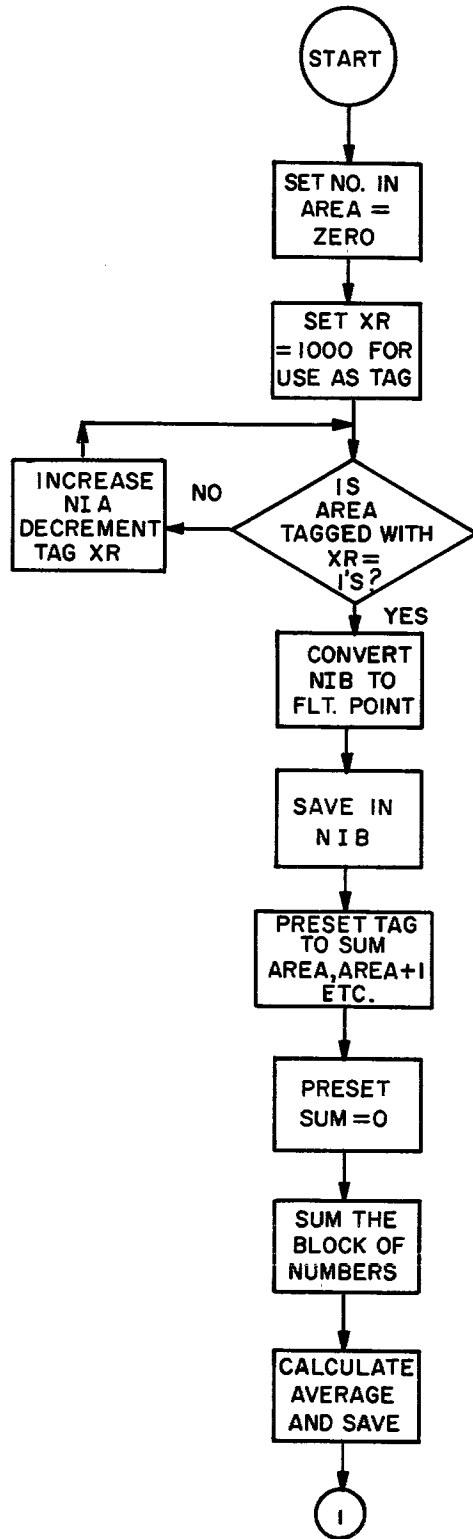 START
SET NO. IN
AREA =
ZERO
SET XR
=1000 FOR
USE AS TAG
INCREASE
NIA
DECREMENT
TAG XR
NO
IS
AREA
TAGGED WITH
XR=
1'S?
YES
CONVERT
NIB TO
FLT. POINT
SAVE IN
NIB
PRESET TAG
TO SUM
AREA, AREA+1
ETC.
PRESET
SUM=0
SUM THE
BLOCK OF
NUMBERS
CALCULATE
AVERAGE
AND SAVE
1